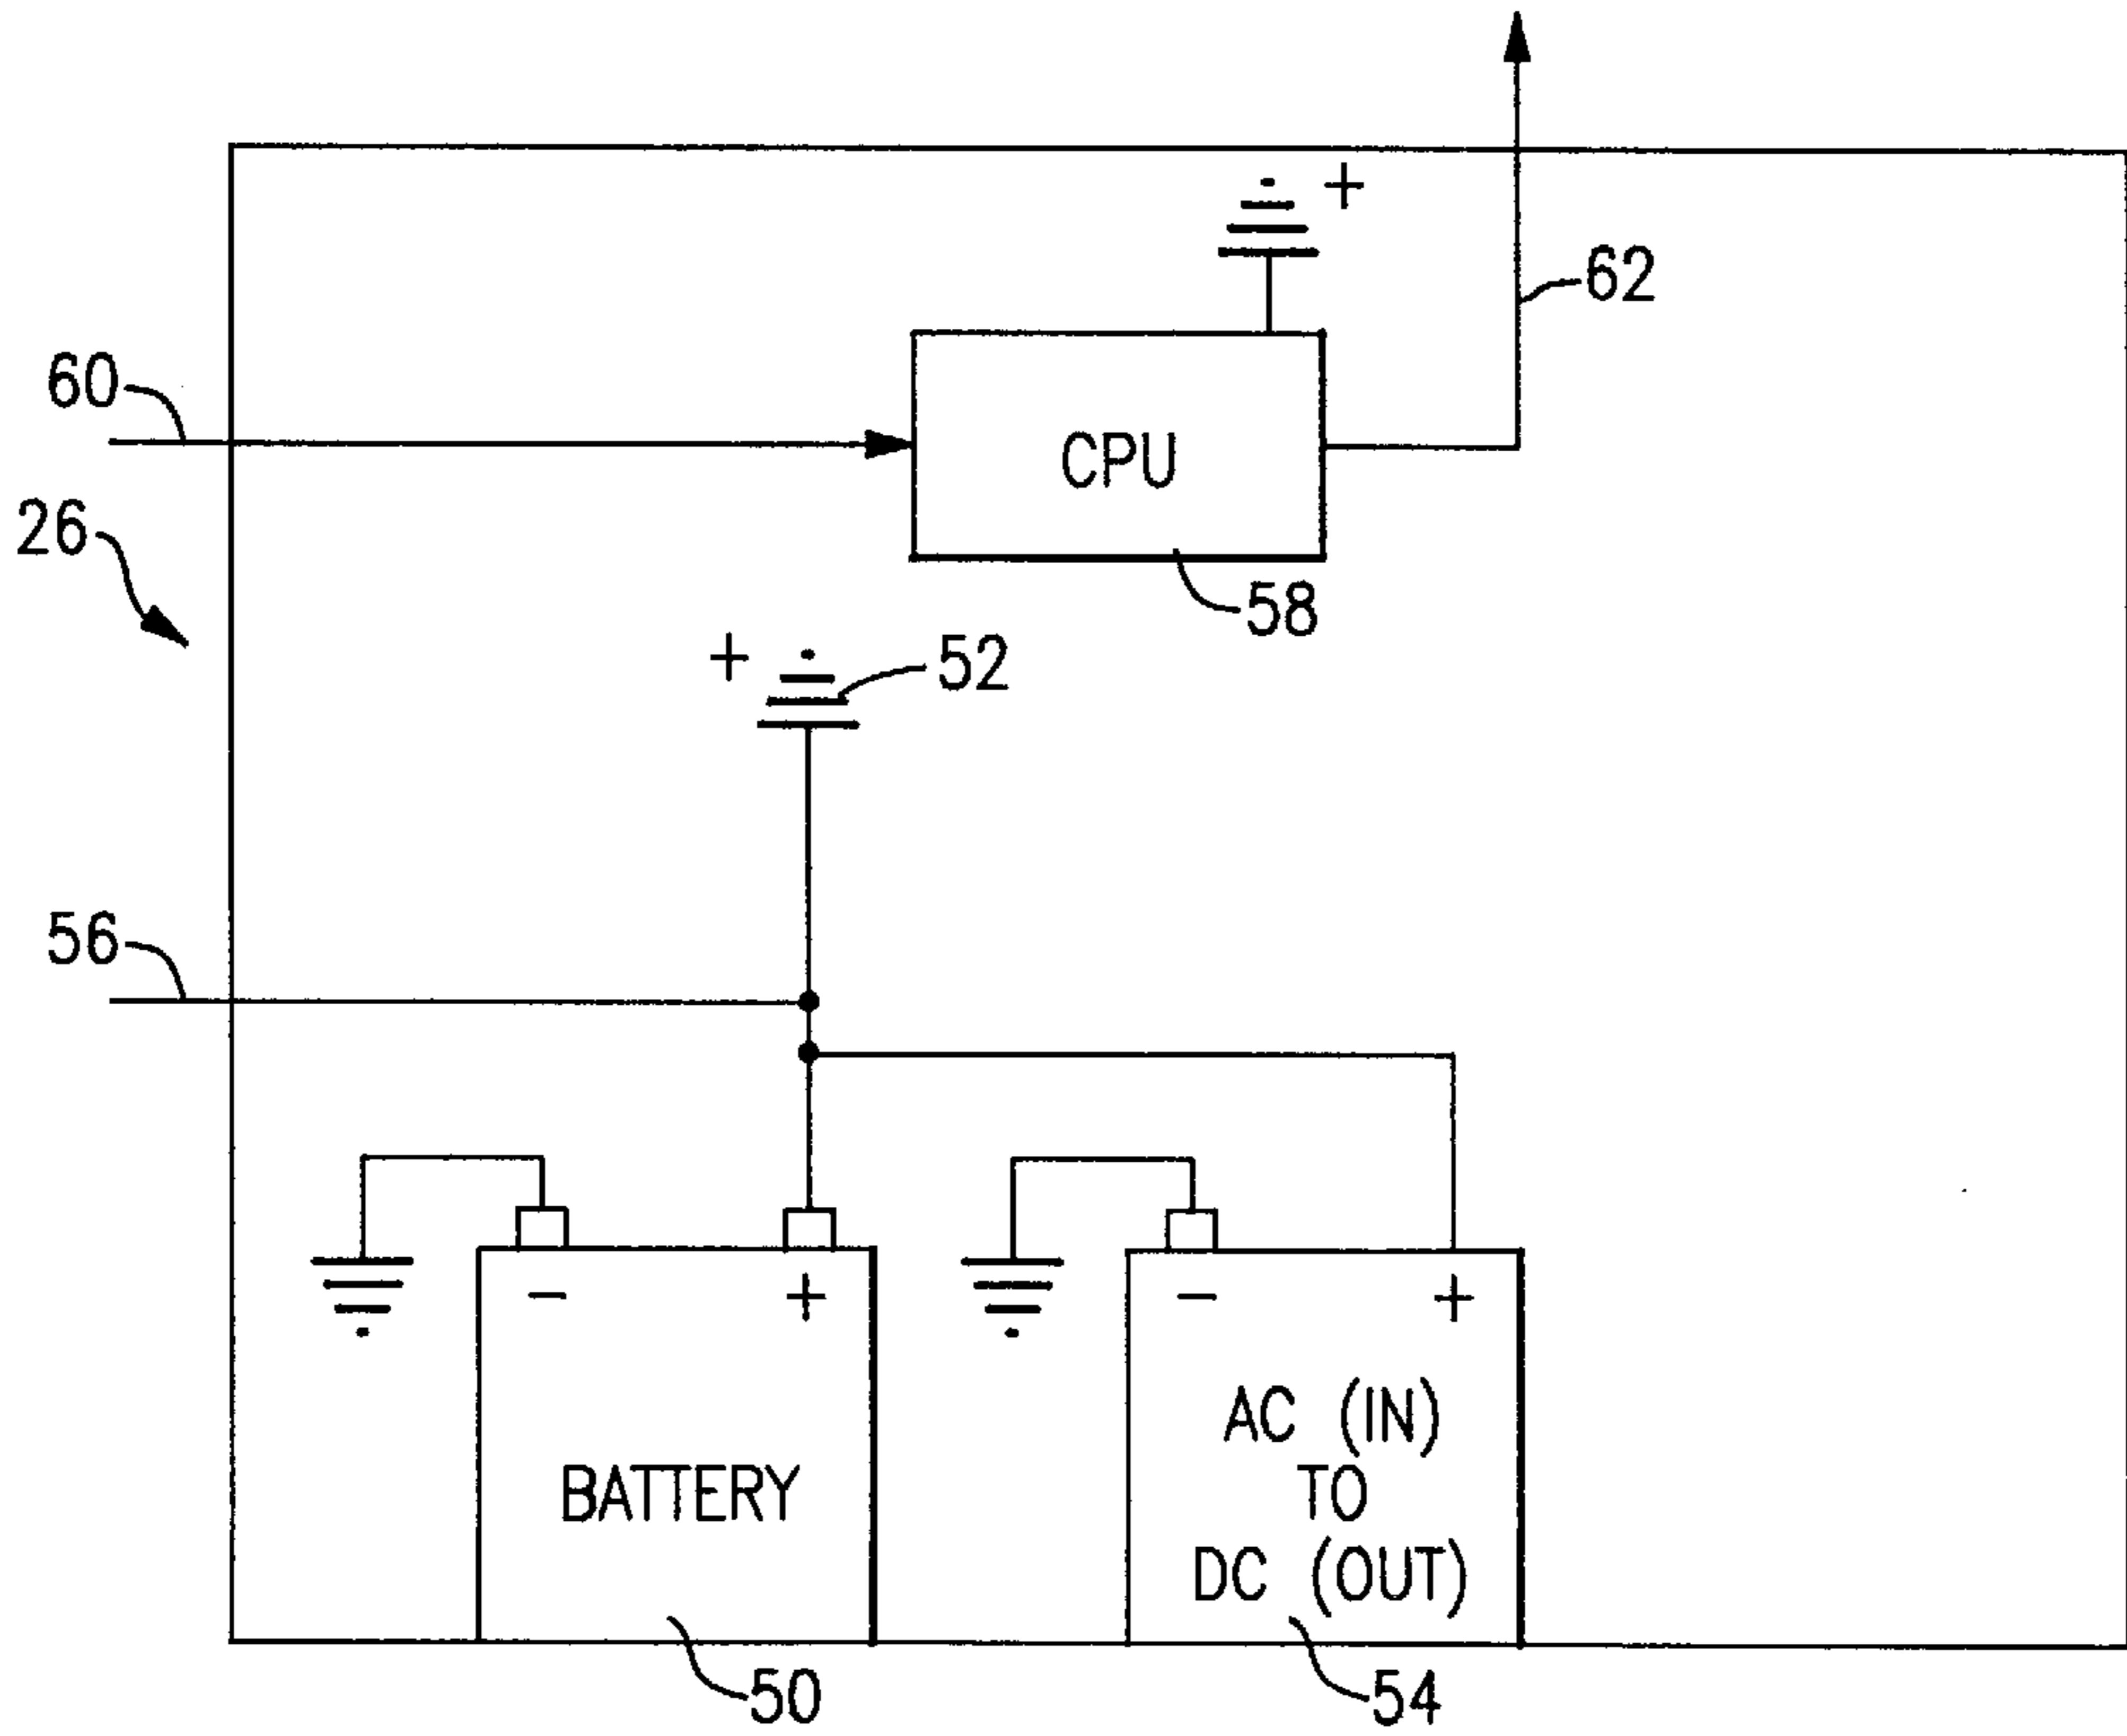 +
62
60
CPU
26
58
+ 52
56
− +
− +
AC (IN)
TO
DC (OUT)
BATTERY
50
54